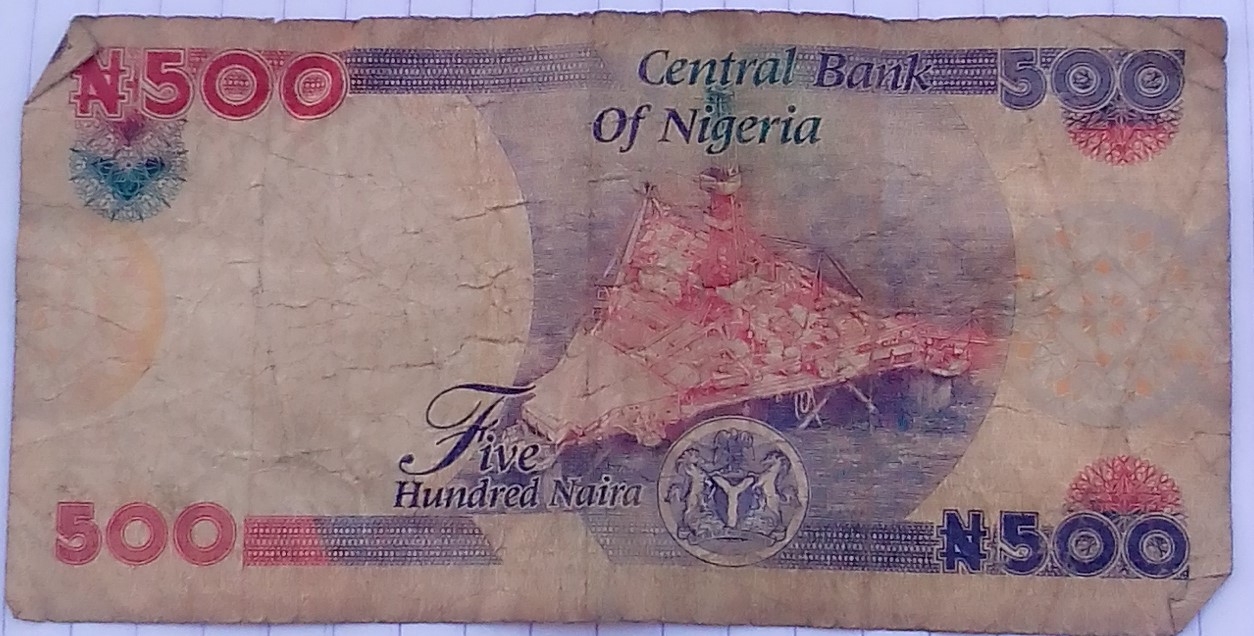 ₦500
Central Bank
Of Nigeria
500
Five
Hundred Naira
500
₦500